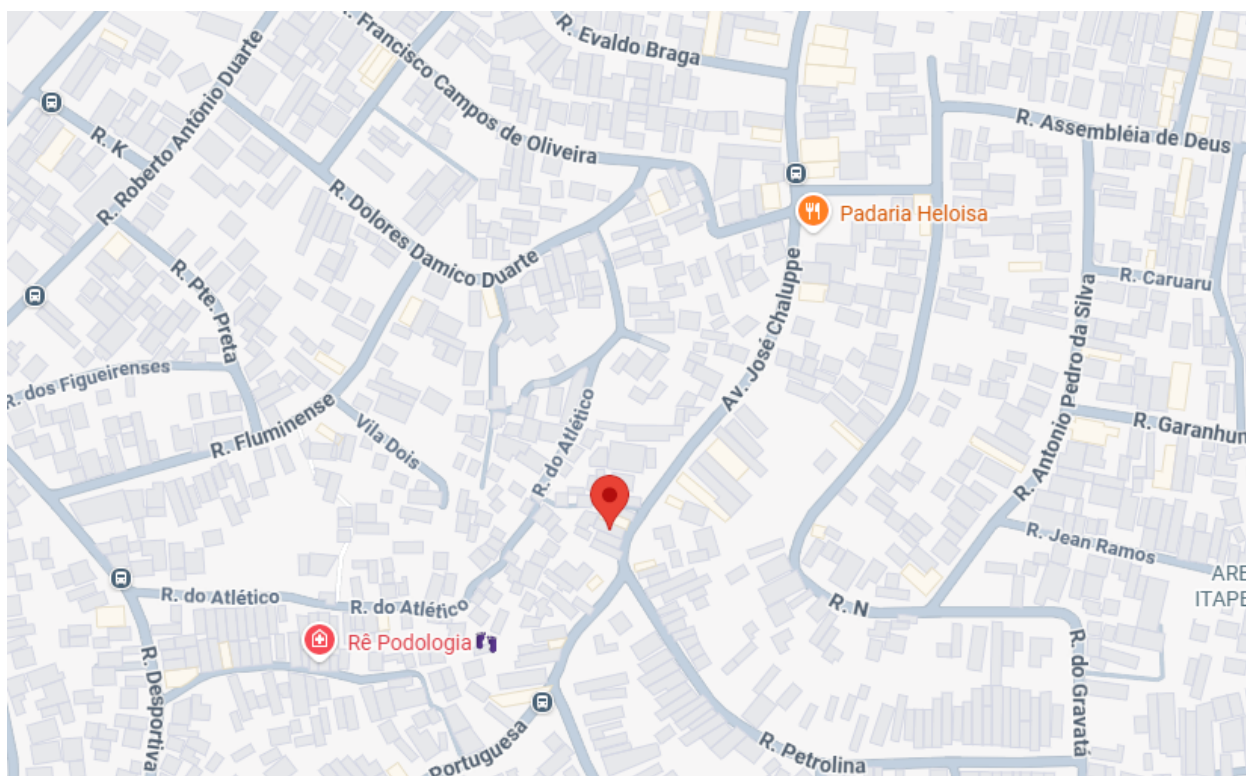 R. Evaldo Braga
R. Francisco Campos de Oliveira
R. Roberto Antônio Duarte
R. K
R. Assembléia de Deus
R. Dolores Damico Duarte
Padaria Heloisa
R. Pte. Preta
R. Caruaru
Av. José Chaluppe
R. Antonio Pedro da Silva
R. dos Figueirenses
R. Fluminense
Vila Dois
R. do Atlético
R. Garanhun
R. Jean Ramos
ARE
ITAPE
R. do Atlético
R. do Atlético
R. N
Rê Podologia
R. Desportiva
R. do Gravatá
Portuguesa
R. Petrolina